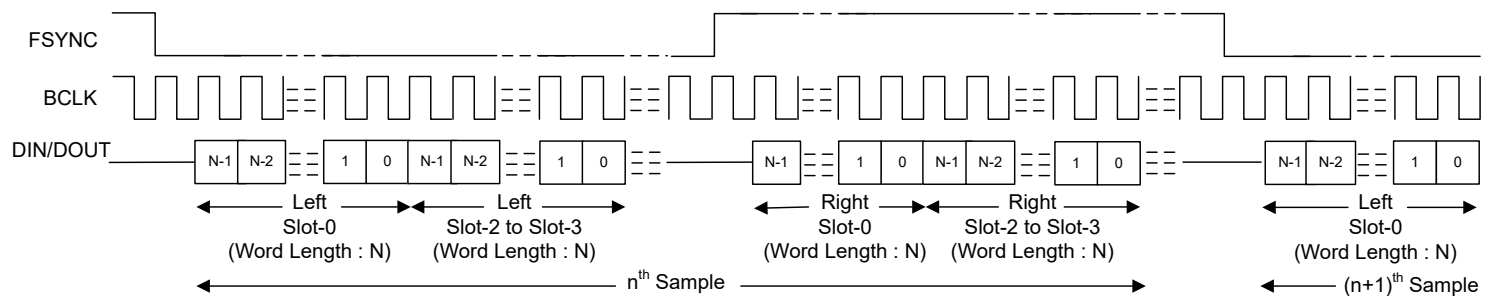 FSYNC
BCLK
DIN/DOUT
N-1 N-2 1 0 N-1 N-2 1 0 N-1 1 0 N-1 N-2 1 0 N-1 N-2 1 0
Left Left Right Right Left
Slot-0 Slot-2 to Slot-3 Slot-0 Slot-2 to Slot-3 Slot-0
(Word Length : N) (Word Length : N) (Word Length : N) (Word Length : N) (Word Length : N)
nth Sample (n+1)th Sample